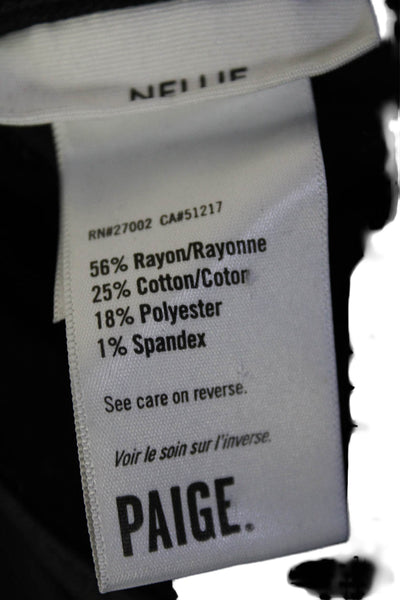 NELLIE
RN#27002 CA#51217
56% Rayon/Rayonne
25% Cotton/Coton
18% Polyester
1% Spandex
See care on reverse.
Voir le soin sur l'inverse.
PAIGE.